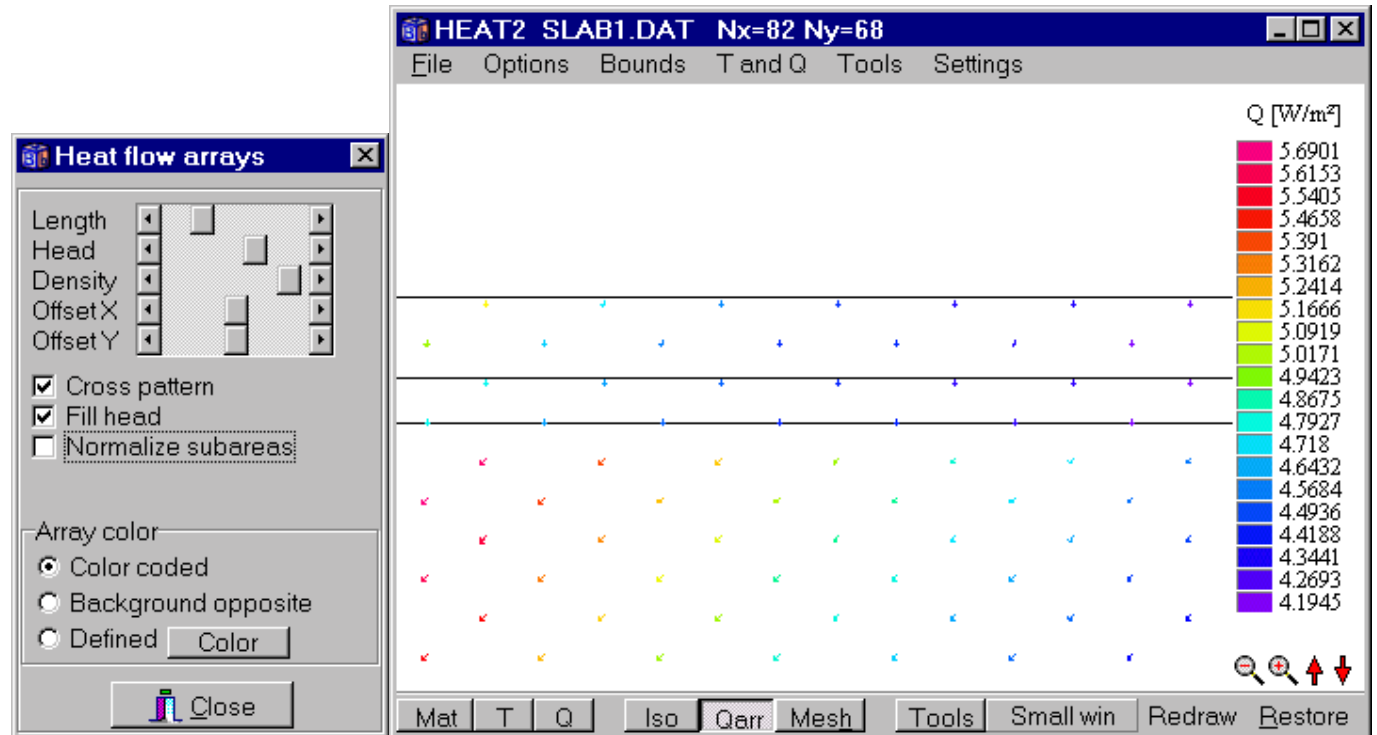 Heat flow arrays
Length
Head
Density
Offset X
Offset Y
Cross pattern
Fill head
Normalize subareas
Array color
Color coded
Background opposite
Defined Color
Close
HEAT2 SLAB1.DAT Nx=82 Ny=68
File Options Bounds T and Q Tools Settings
Q [W/m²]
5.6901
5.6153
5.5405
5.4658
5.391
5.3162
5.2414
5.1666
5.0919
5.0171
4.9423
4.8675
4.7927
4.718
4.6432
4.5684
4.4936
4.4188
4.3441
4.2693
4.1945
Mat T Q Iso Qarr Mesh Tools Small win Redraw Restore